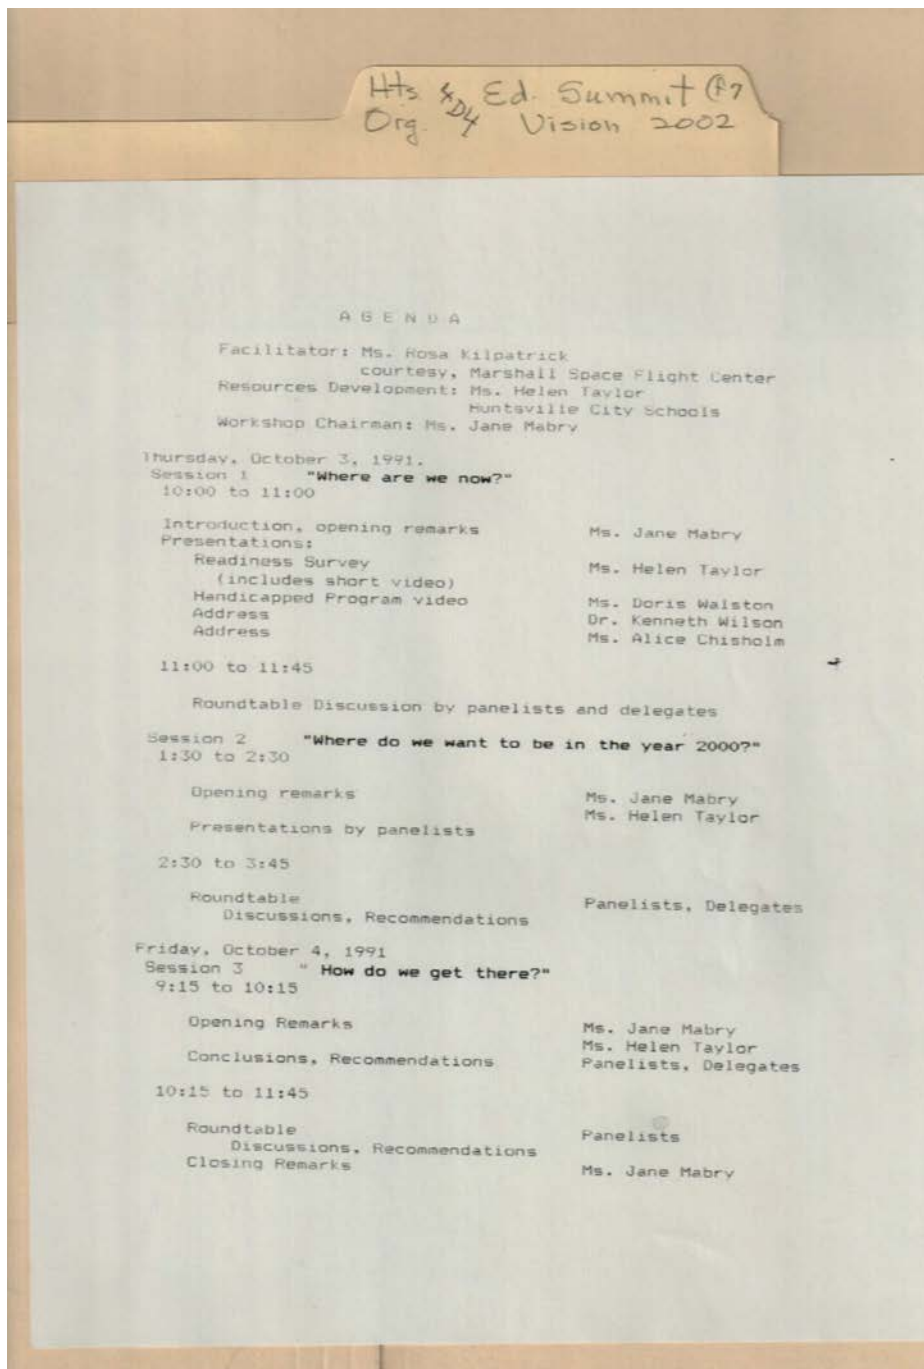 Hts & Ed. Summit
Org. D4 Vision 2002
A G E N D A
Facilitator: Ms. Rosa Kilpatrick
courtesy, Marshall Space Flight Center
Resources Development: Ms. Helen Taylor
Huntsville City Schools
Workshop Chairman: Ms. Jane Mabry
Thursday, October 3, 1991.
Session 1 "Where are we now?"
10:00 to 11:00
Introduction, opening remarks Ms. Jane Mabry
Presentations:
Readiness Survey Ms. Helen Taylor
(includes short video)
Handicapped Program video Ms. Doris Walston
Address Dr. Kenneth Wilson
Address Ms. Alice Chisholm
11:00 to 11:45
Roundtable Discussion by panelists and delegates
Session 2 "Where do we want to be in the year 2000?"
1:30 to 2:30
Opening remarks Ms. Jane Mabry
Ms. Helen Taylor
Presentations by panelists
2:30 to 3:45
Roundtable Panelists, Delegates
Discussions, Recommendations
Friday, October 4, 1991
Session 3 " How do we get there?"
9:15 to 10:15
Opening Remarks Ms. Jane Mabry
Ms. Helen Taylor
Conclusions, Recommendations Panelists, Delegates
10:15 to 11:45
Roundtable Panelists
Discussions, Recommendations
Closing Remarks Ms. Jane Mabry